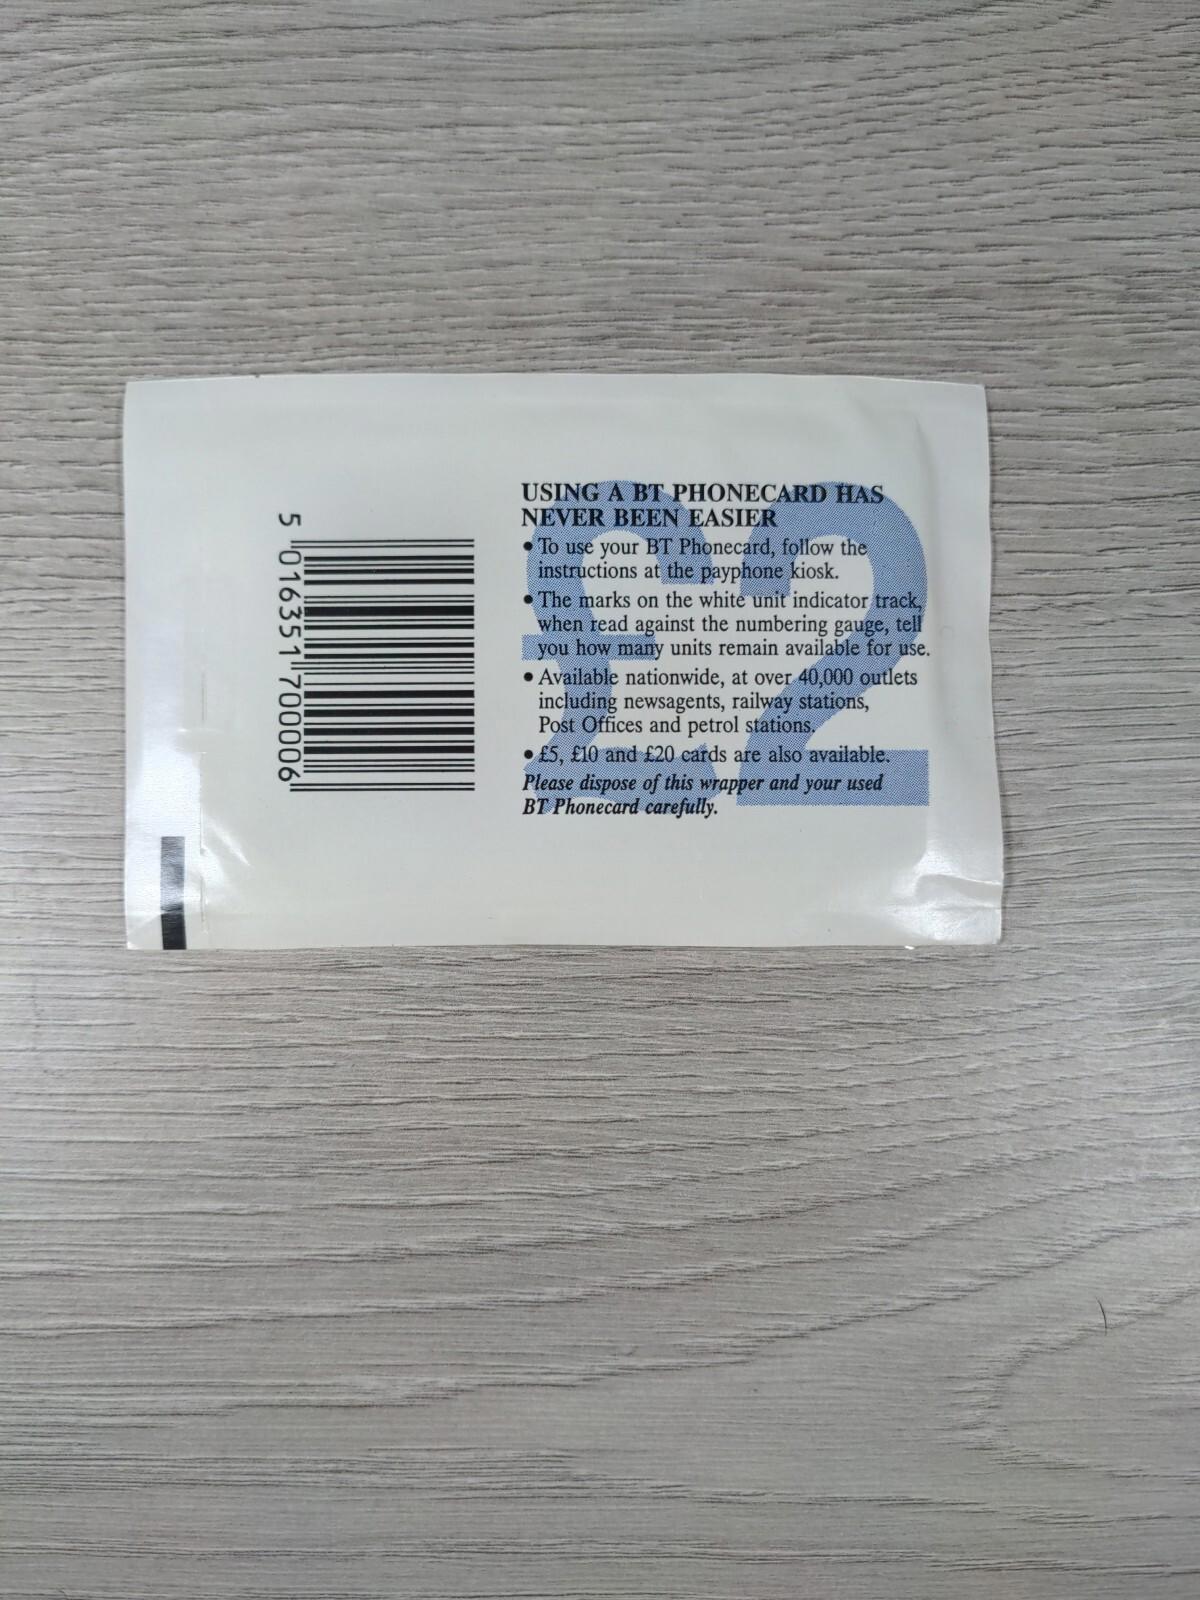 5 016351 700006
£2
USING A BT PHONECARD HAS
NEVER BEEN EASIER
• To use your BT Phonecard, follow the
instructions at the payphone kiosk.
• The marks on the white unit indicator track,
when read against the numbering gauge, tell
you how many units remain available for use.
• Available nationwide, at over 40,000 outlets
including newsagents, railway stations,
Post Offices and petrol stations.
• £5, £10 and £20 cards are also available.
Please dispose of this wrapper and your used
BT Phonecard carefully.